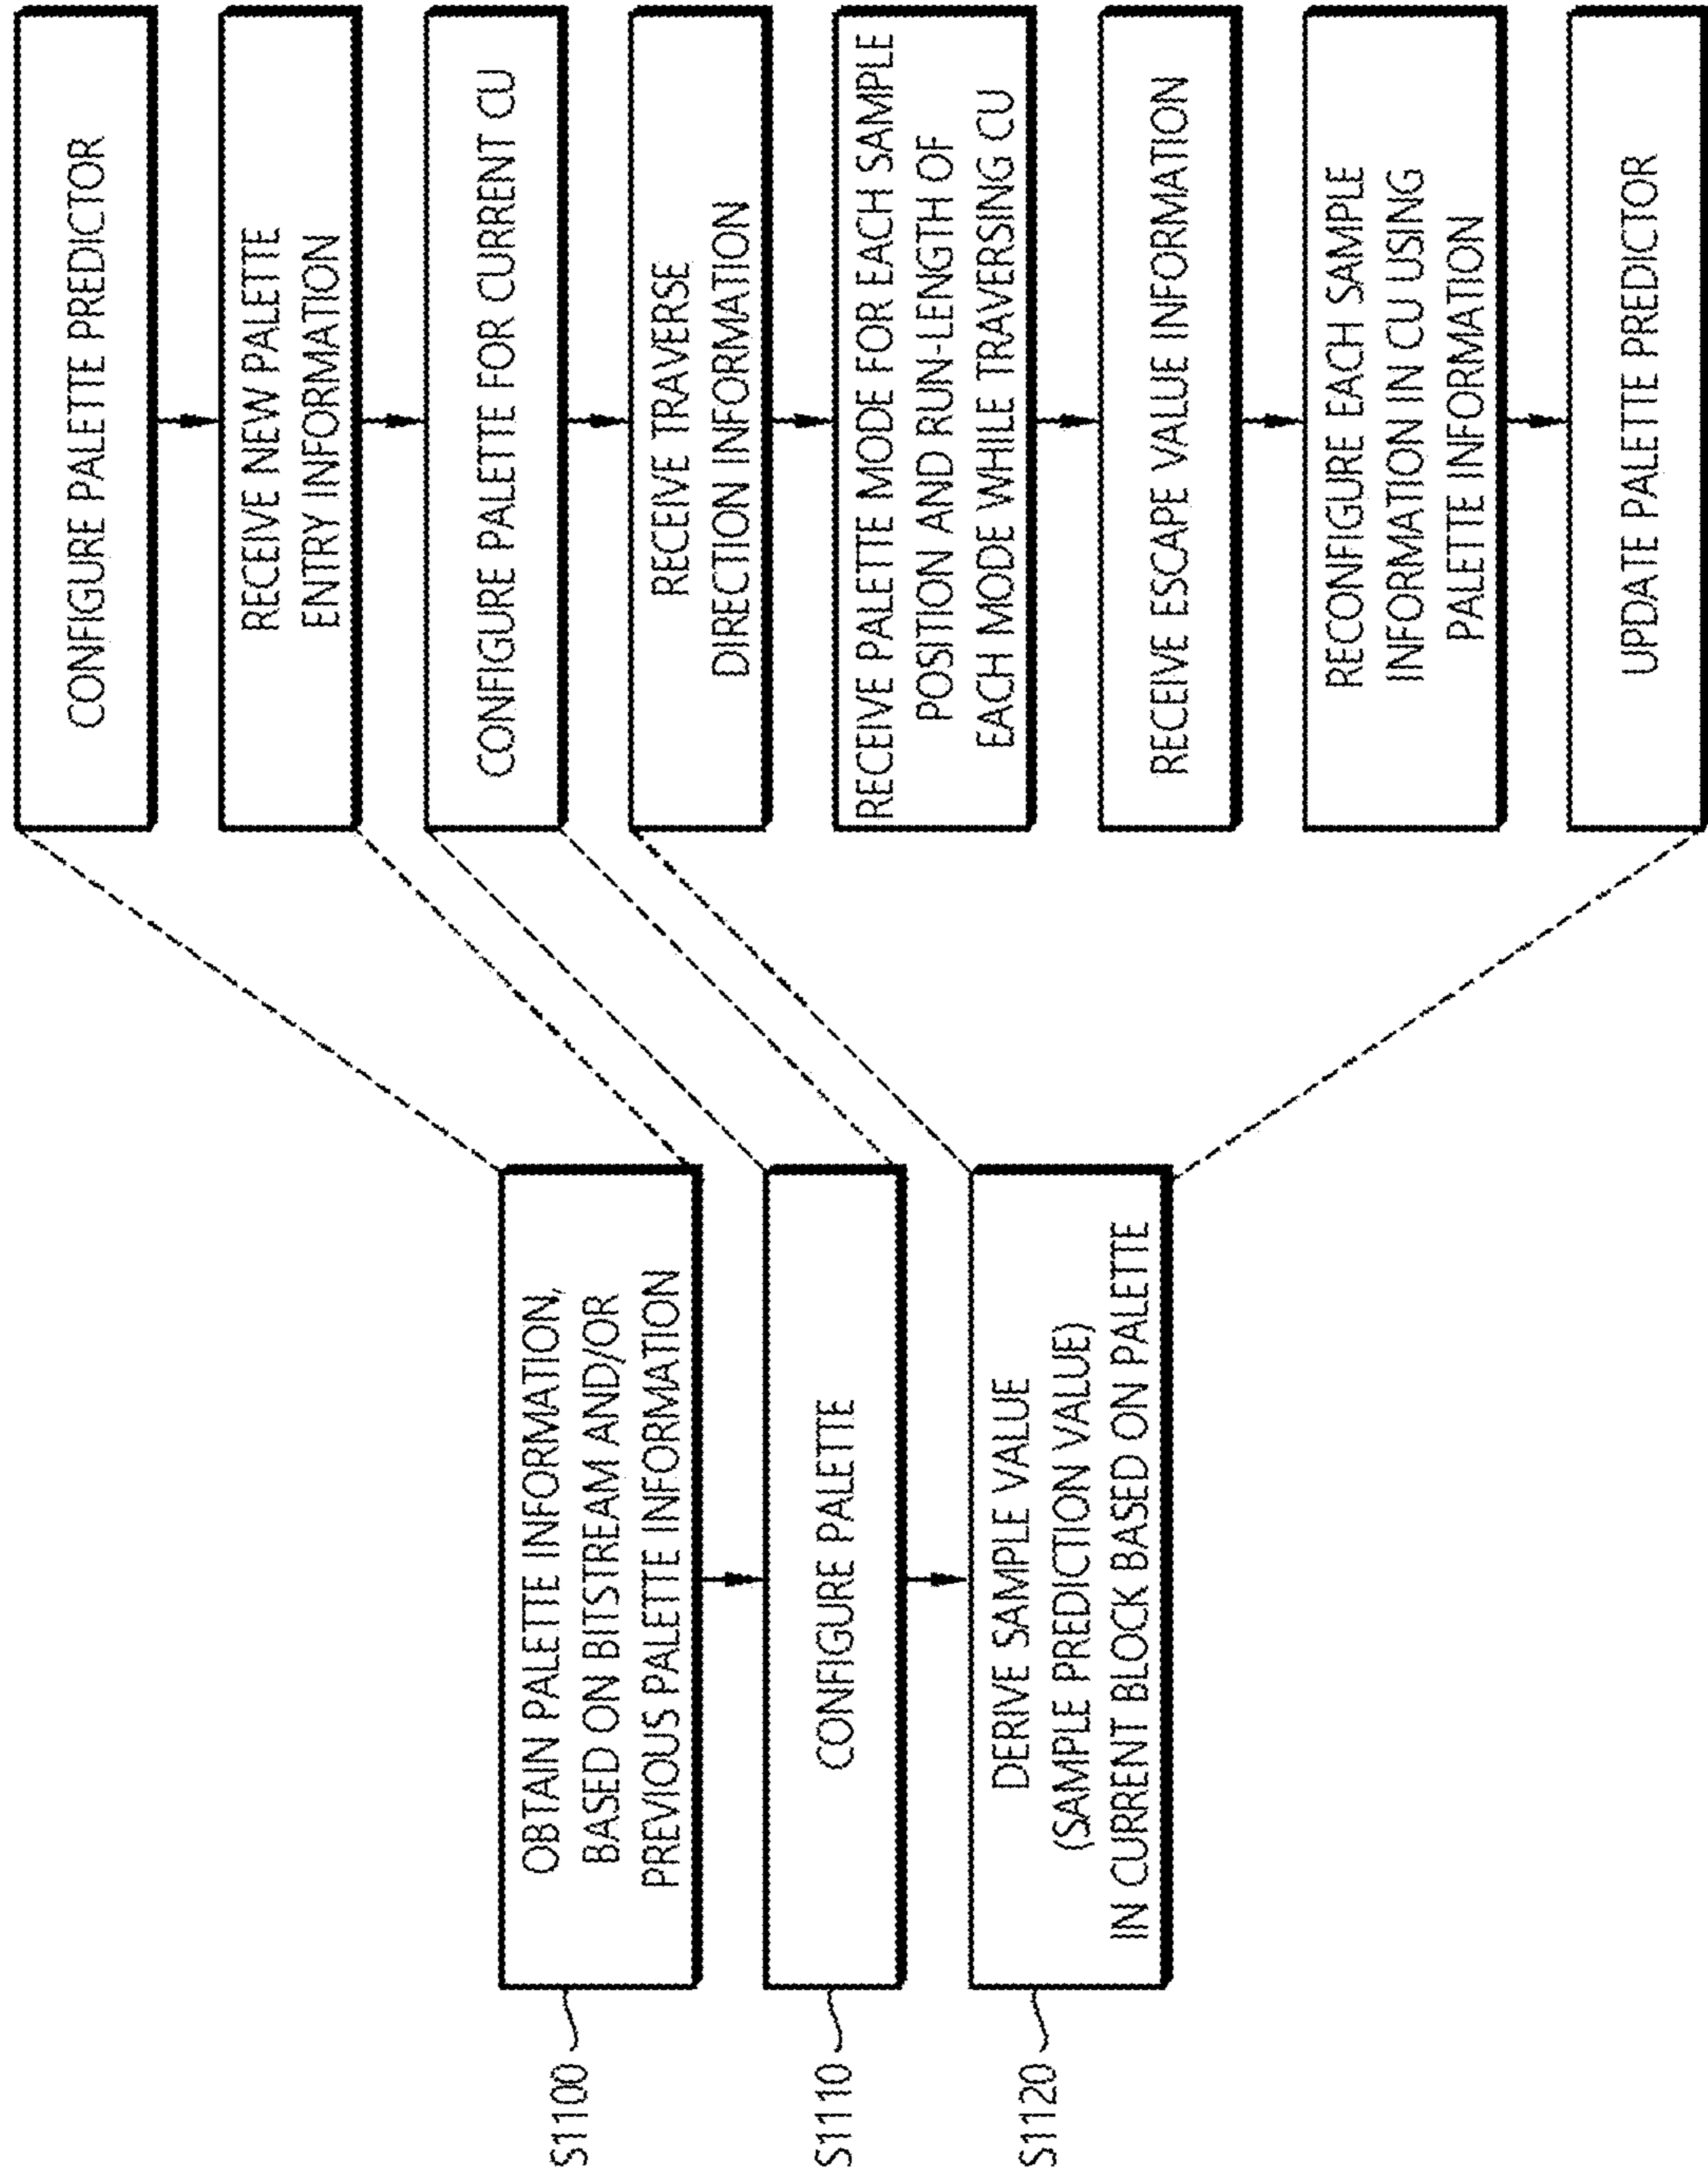 S1100
OBTAIN PALETTE INFORMATION,
BASED ON BITSTREAM AND/OR
PREVIOUS PALETTE INFORMATION
S1110
CONFIGURE PALETTE
S1120
DERIVE SAMPLE VALUE
(SAMPLE PREDICTION VALUE)
IN CURRENT BLOCK BASED ON PALETTE
CONFIGURE PALETTE PREDICTOR
RECEIVE NEW PALETTE
ENTRY INFORMATION
CONFIGURE PALETTE FOR CURRENT CU
RECEIVE TRAVERSE
DIRECTION INFORMATION
RECEIVE PALETTE MODE FOR EACH SAMPLE
POSITION AND RUN-LENGTH OF
EACH MODE WHILE TRAVERSING CU
RECEIVE ESCAPE VALUE INFORMATION
RECONFIGURE EACH SAMPLE
INFORMATION IN CU USING
PALETTE INFORMATION
UPDATE PALETTE PREDICTOR